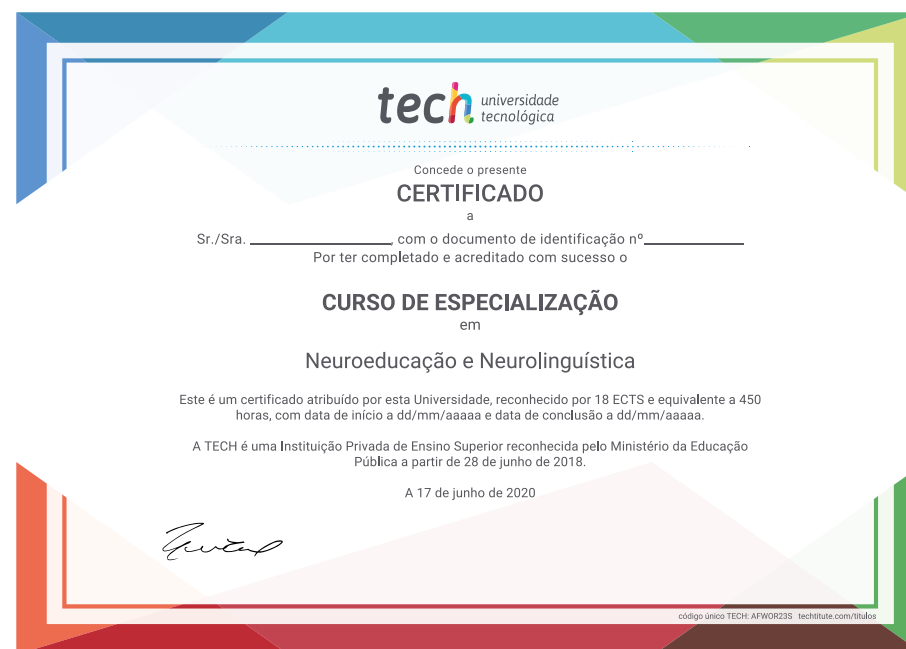 tech universidade
tecnológica
Concede o presente
CERTIFICADO
a
Sr./Sra. ___________________, com o documento de identificação nº______________
Por ter completado e acreditado com sucesso o
CURSO DE ESPECIALIZAÇÃO
em
Neuroeducação e Neurolinguística
Este é um certificado atribuído por esta Universidade, reconhecido por 18 ECTS e equivalente a 450
horas, com data de início a dd/mm/aaaaa e data de conclusão a dd/mm/aaaaa.
A TECH é uma Instituição Privada de Ensino Superior reconhecida pelo Ministério da Educação
Pública a partir de 28 de junho de 2018.
A 17 de junho de 2020
código único TECH: AFWOR23S techtitute.com/titulos